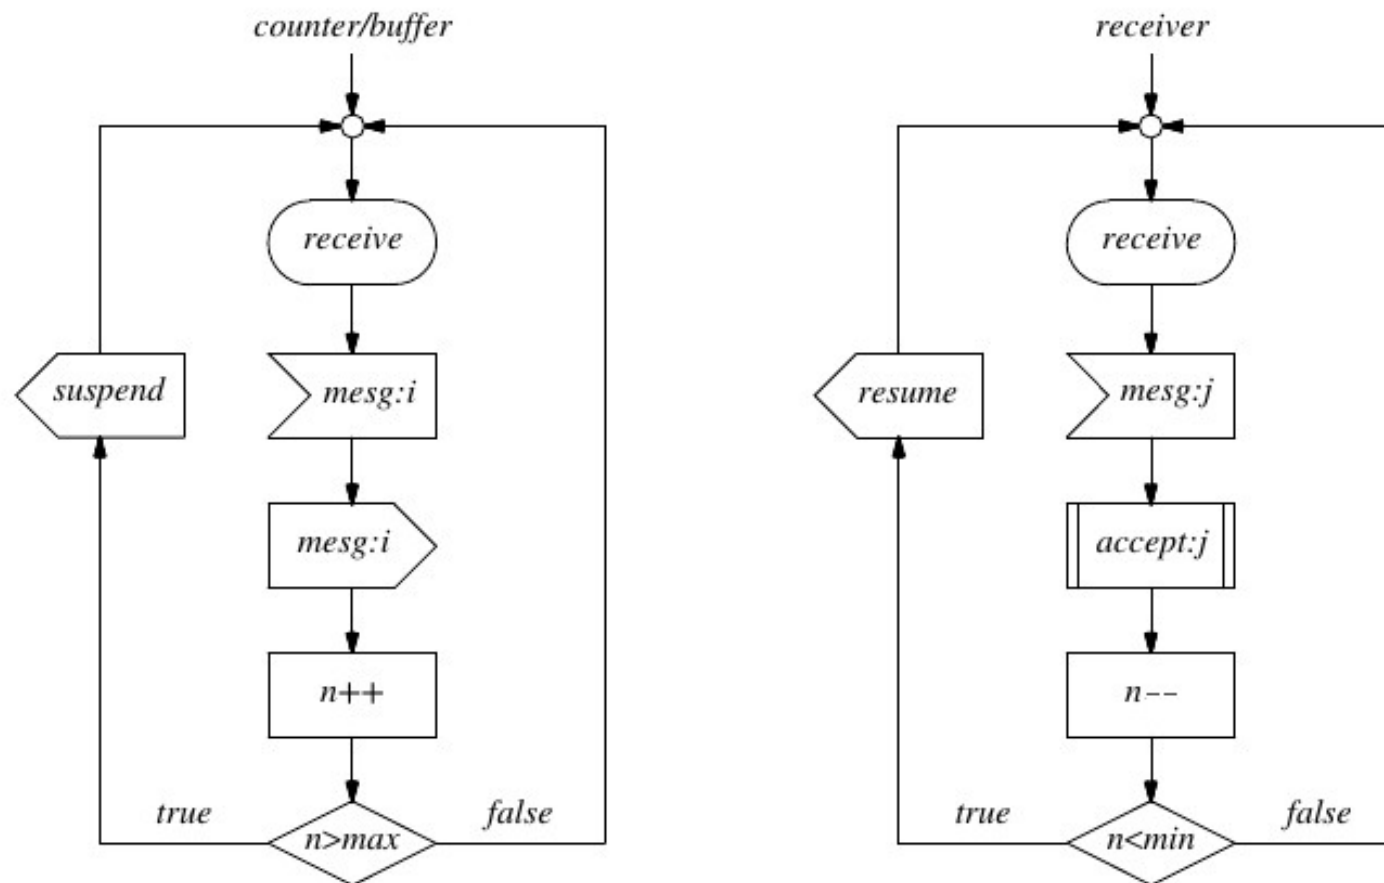 counter/buffer
receive
suspend
mesg:i
mesg:i
n++
true
false
n>max
receiver
receive
resume
mesg:j
accept:j
n--
true
false
n<min